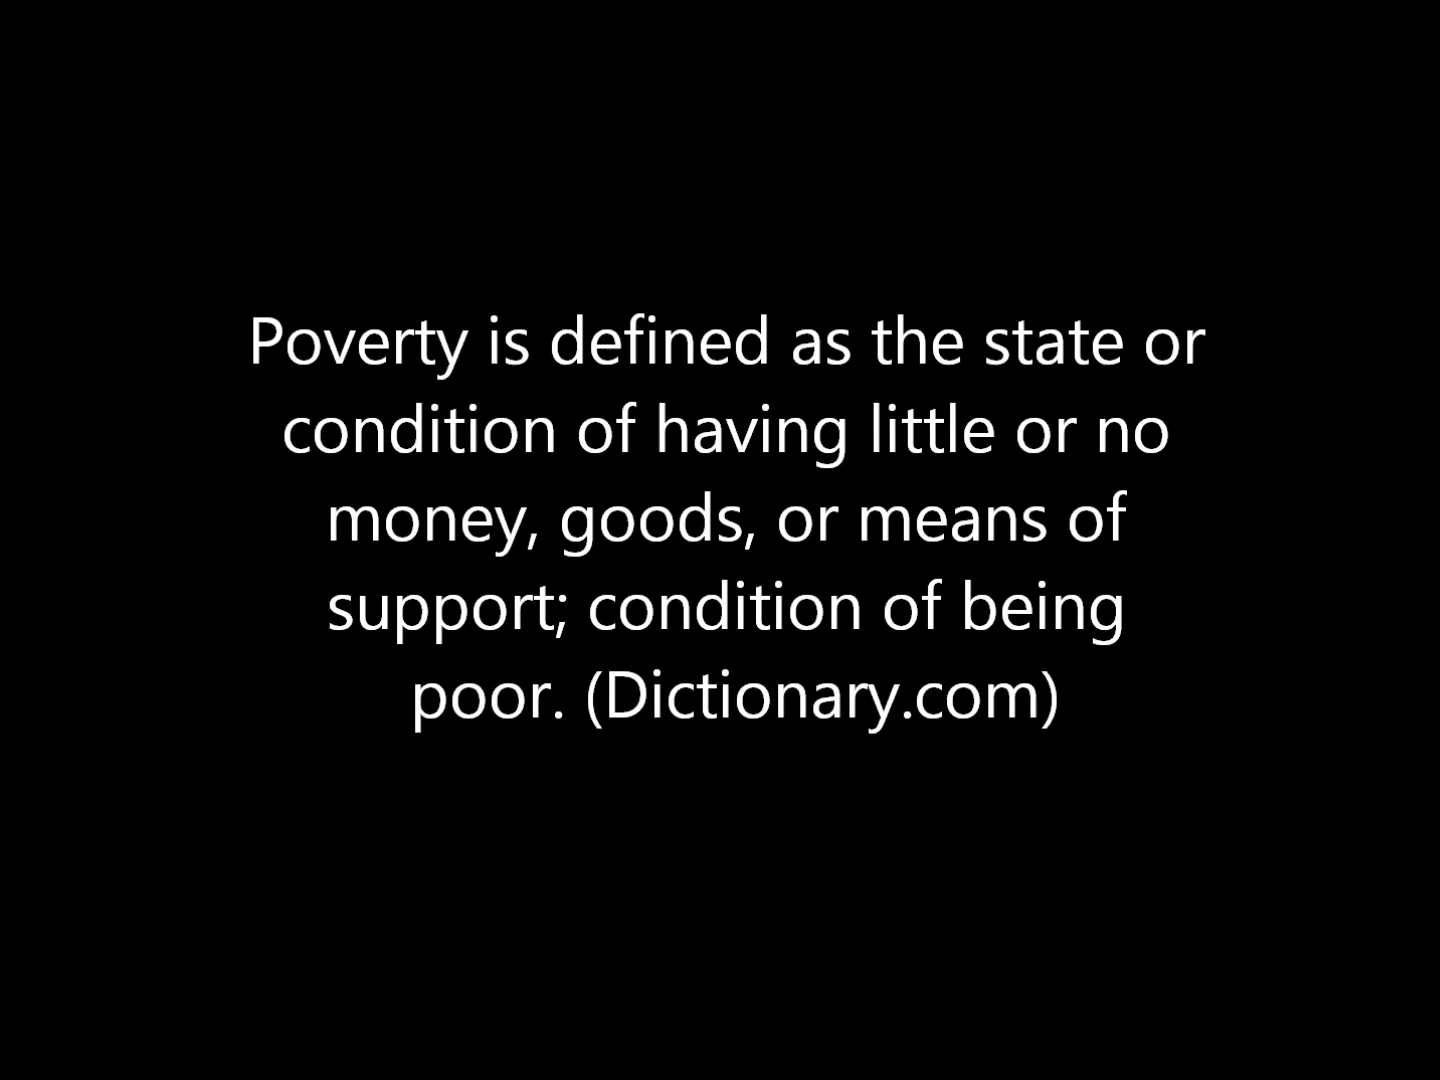 Poverty is defined as the state or
condition of having little or no
money, goods, or means of
support; condition of being
poor. (Dictionary.com)